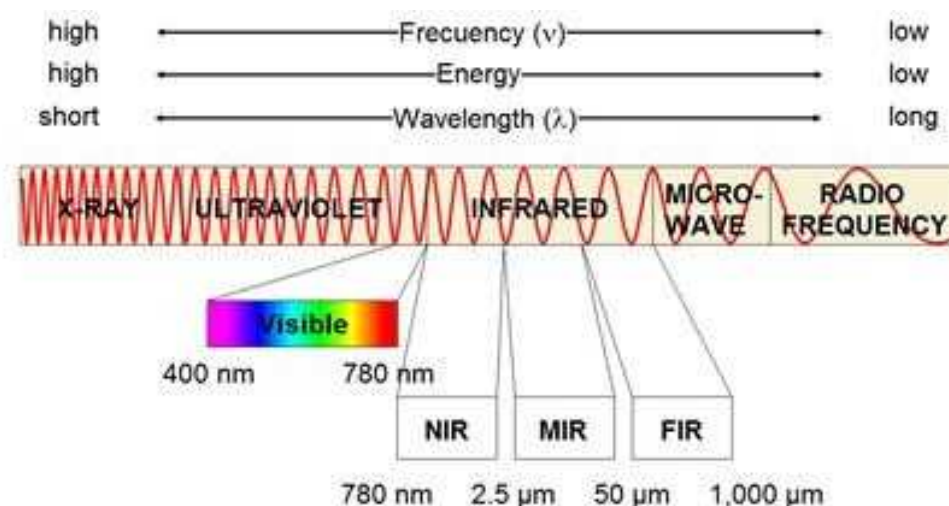 high Frecuency (ν) low
high Energy low
short Wavelength (λ) long
X-RAY ULTRAVIOLET INFRARED MICRO-WAVE RADIO FREQUENCY
Visible
400 nm 780 nm
NIR MIR FIR
780 nm 2.5 µm 50 µm 1,000 µm